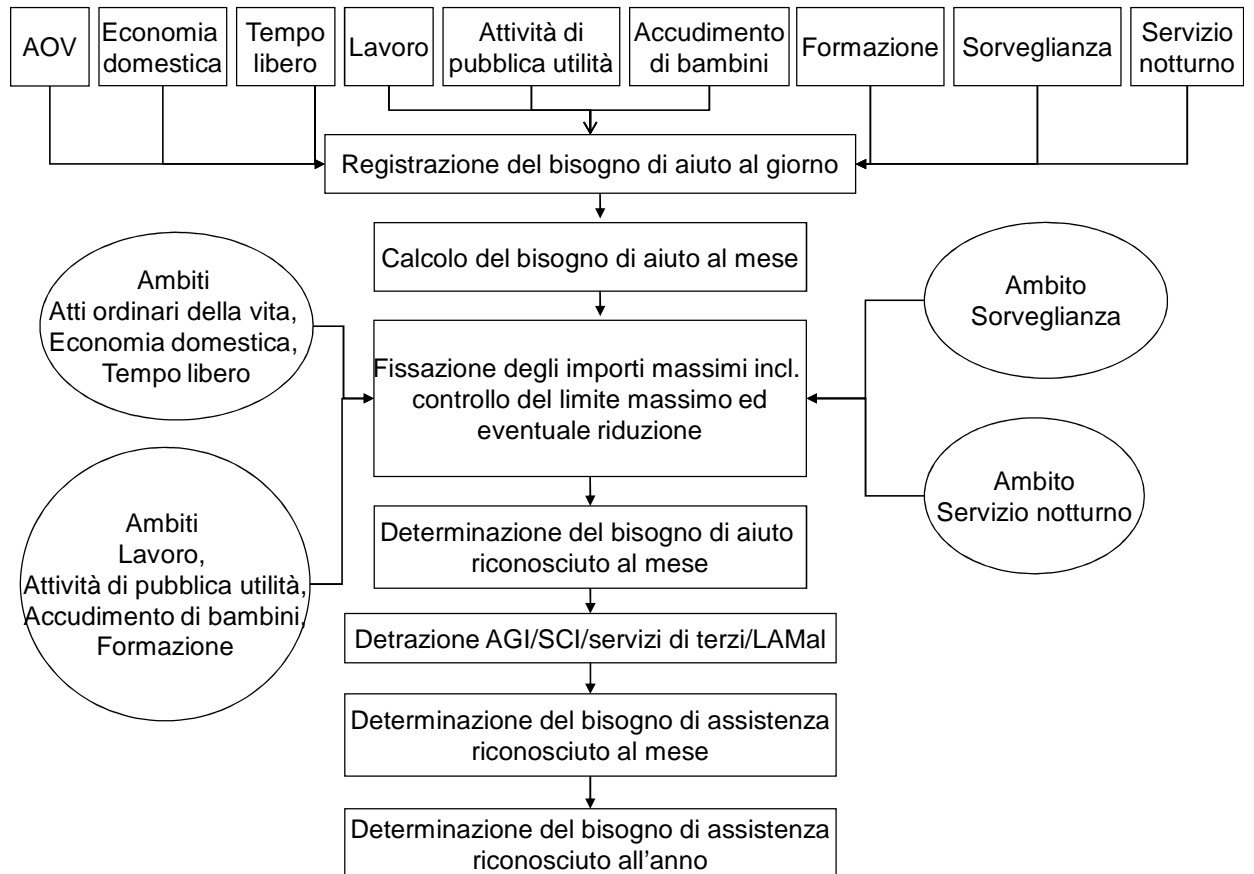 AOV
Economia
domestica
Tempo
libero
Lavoro
Attività di
pubblica utilità
Accudimento
di bambini
Formazione
Sorveglianza
Servizio
notturno
Registrazione del bisogno di aiuto al giorno
Calcolo del bisogno di aiuto al mese
Ambiti
Atti ordinari della vita,
Economia domestica,
Tempo libero
Ambito
Sorveglianza
Fissazione degli importi massimi incl.
controllo del limite massimo ed
eventuale riduzione
Ambiti
Lavoro,
Attività di pubblica utilità,
Accudimento di bambini,
Formazione
Ambito
Servizio notturno
Determinazione del bisogno di aiuto
riconosciuto al mese
Detrazione AGI/SCI/servizi di terzi/LAMal
Determinazione del bisogno di assistenza
riconosciuto al mese
Determinazione del bisogno di assistenza
riconosciuto all'anno